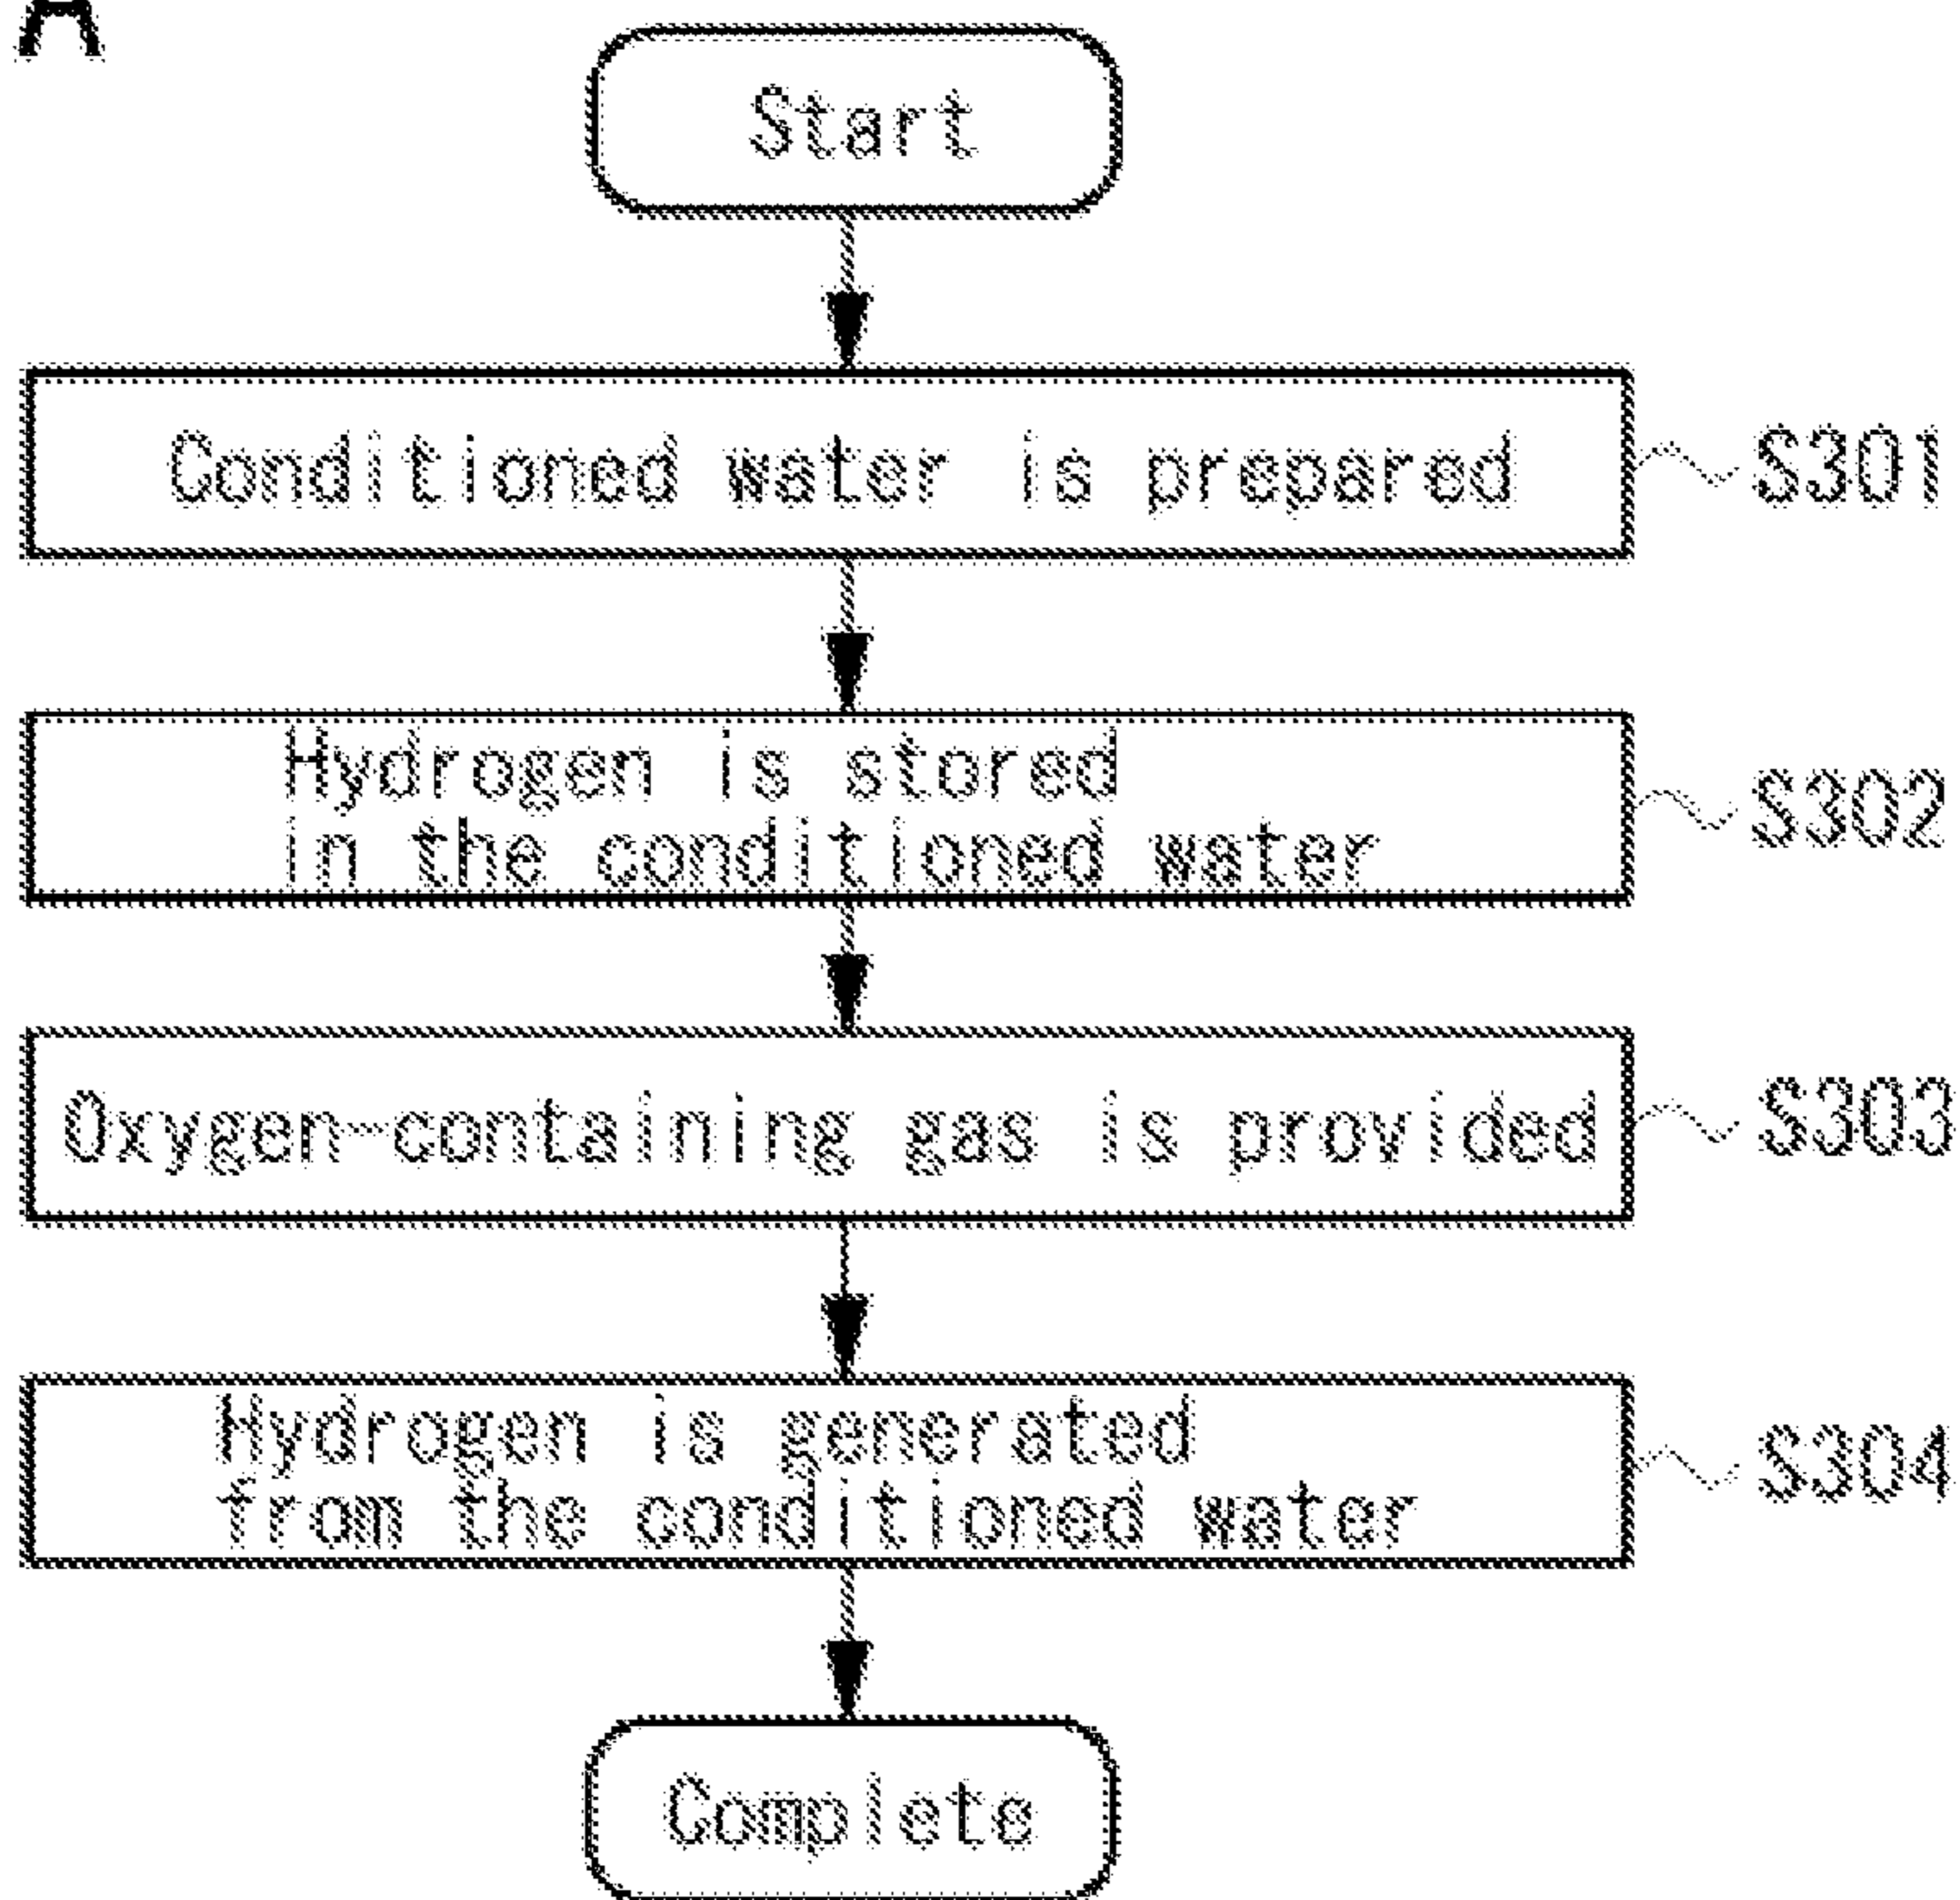 Start
Conditioned water is prepared
S301
Hydrogen is stored
in the conditioned water
S302
Oxygen-containing gas is provided
S303
Hydrogen is generated
from the conditioned water
S304
Complete